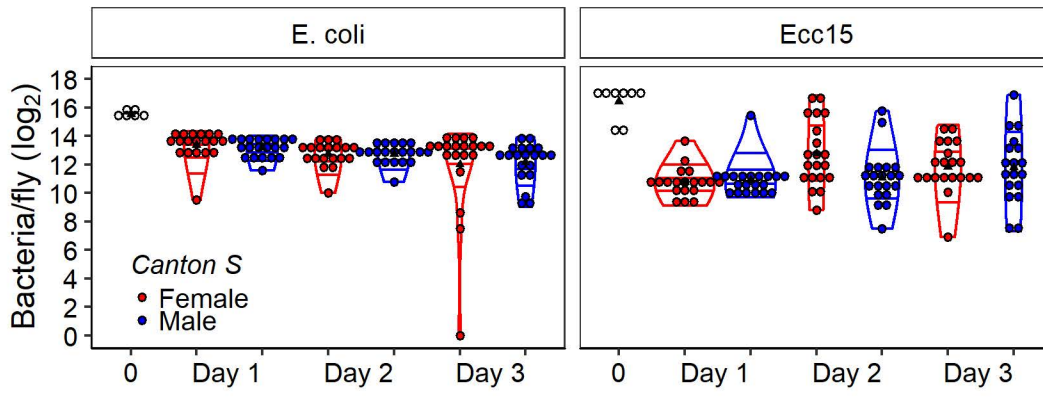 E. coli
Ecc15
Bacteria/fly (log2)
18
16
14
12
10
8
6
4
2
0
Canton S
Female
Male
0 Day 1 Day 2 Day 3
0 Day 1 Day 2 Day 3